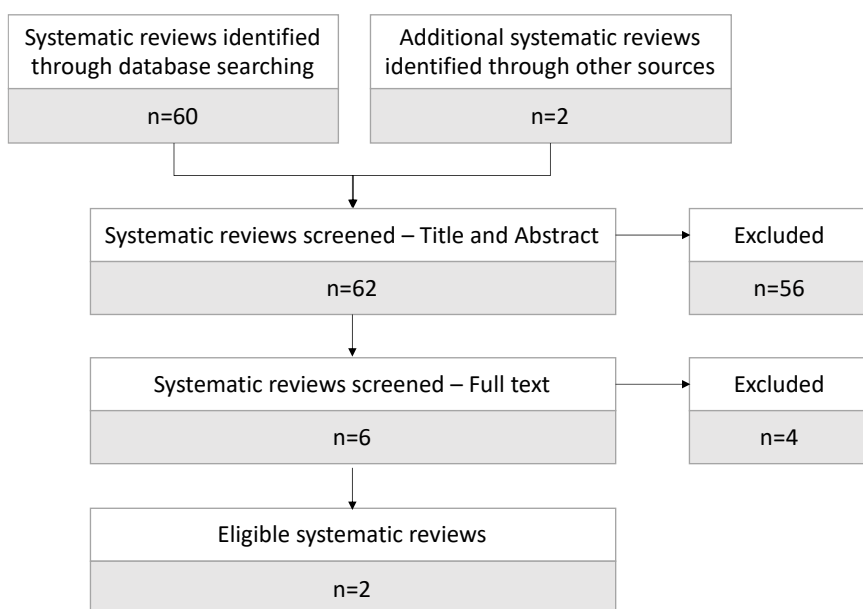 Systematic reviews identified
through database searching
n=60
Additional systematic reviews
identified through other sources
n=2
Systematic reviews screened – Title and Abstract
n=62
Excluded
n=56
Systematic reviews screened – Full text
n=6
Excluded
n=4
Eligible systematic reviews
n=2